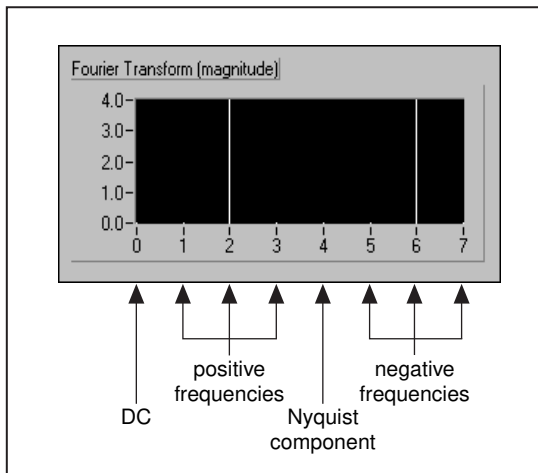 Fourier Transform (magnitude)
4.0
3.0
2.0
1.0
0.0
0 1 2 3 4 5 6 7
positive frequencies
negative frequencies
DC
Nyquist component